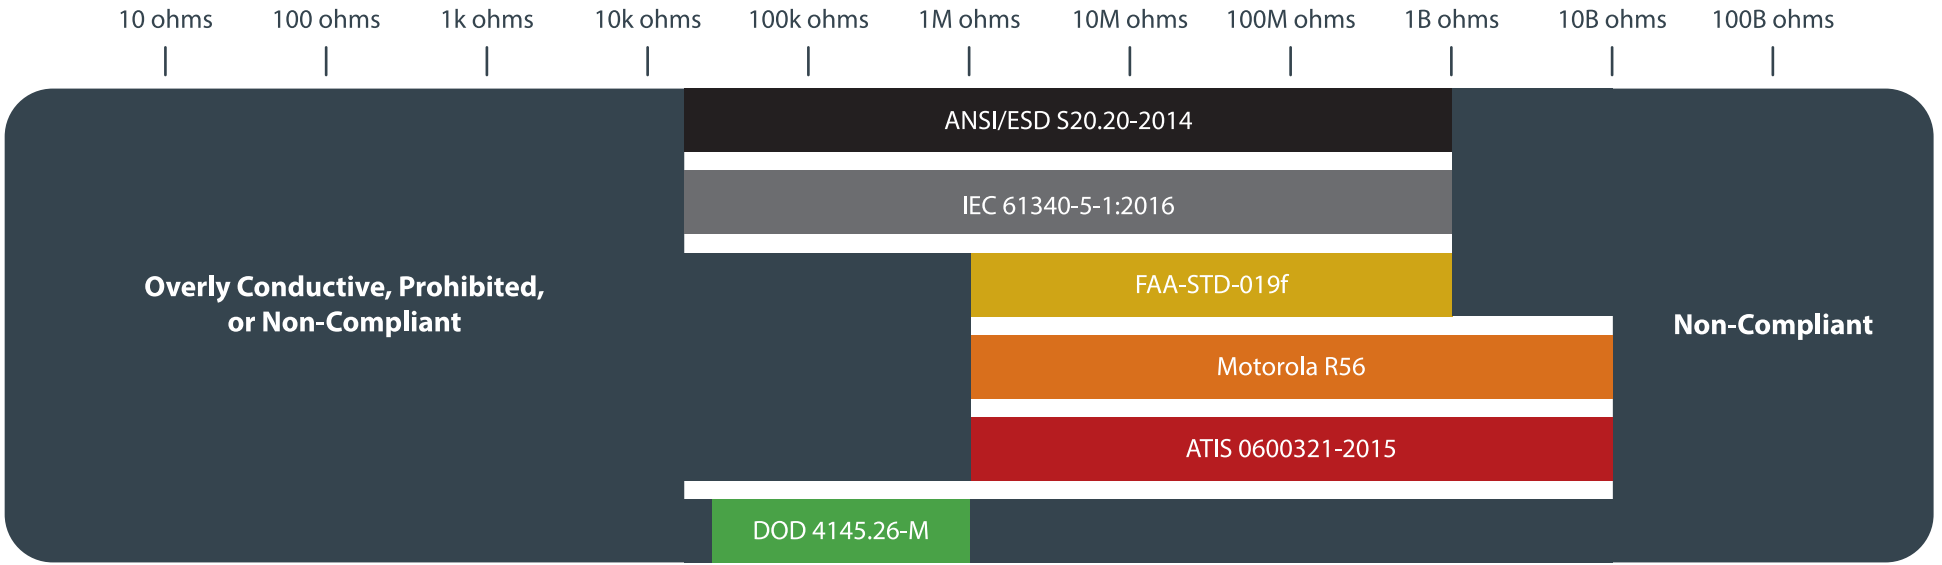 10 ohms 100 ohms 1k ohms 10k ohms 100k ohms 1M ohms 10M ohms 100M ohms 1B ohms 10B ohms 100B ohms
ANSI/ESD S20.20-2014
IEC 61340-5-1:2016
FAA-STD-019f
Overly Conductive, Prohibited,
or Non-Compliant
Non-Compliant
Motorola R56
ATIS 0600321-2015
DOD 4145.26-M